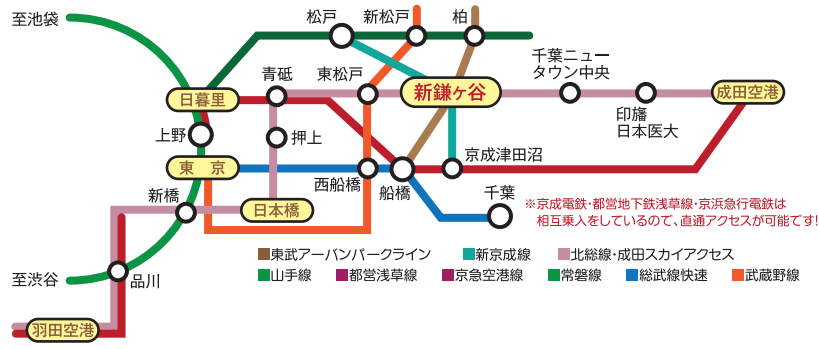 至池袋
松戸
新松戸
柏
青砥
東松戸
千葉ニュー
タウン中央
日暮里
新鎌ヶ谷
成田空港
印旛
日本医大
上野
押上
京成津田沼
東　京
西船橋
船橋
千葉
新橋
日本橋
※京成電鉄・都営地下鉄浅草線・京浜急行電鉄は
相互乗入をしているので、直通アクセスが可能です!
至渋谷
品川
羽田空港
東武アーバンパークライン
新京成線
北総線・成田スカイアクセス
山手線
都営浅草線
京急空港線
常磐線
総武線快速
武蔵野線